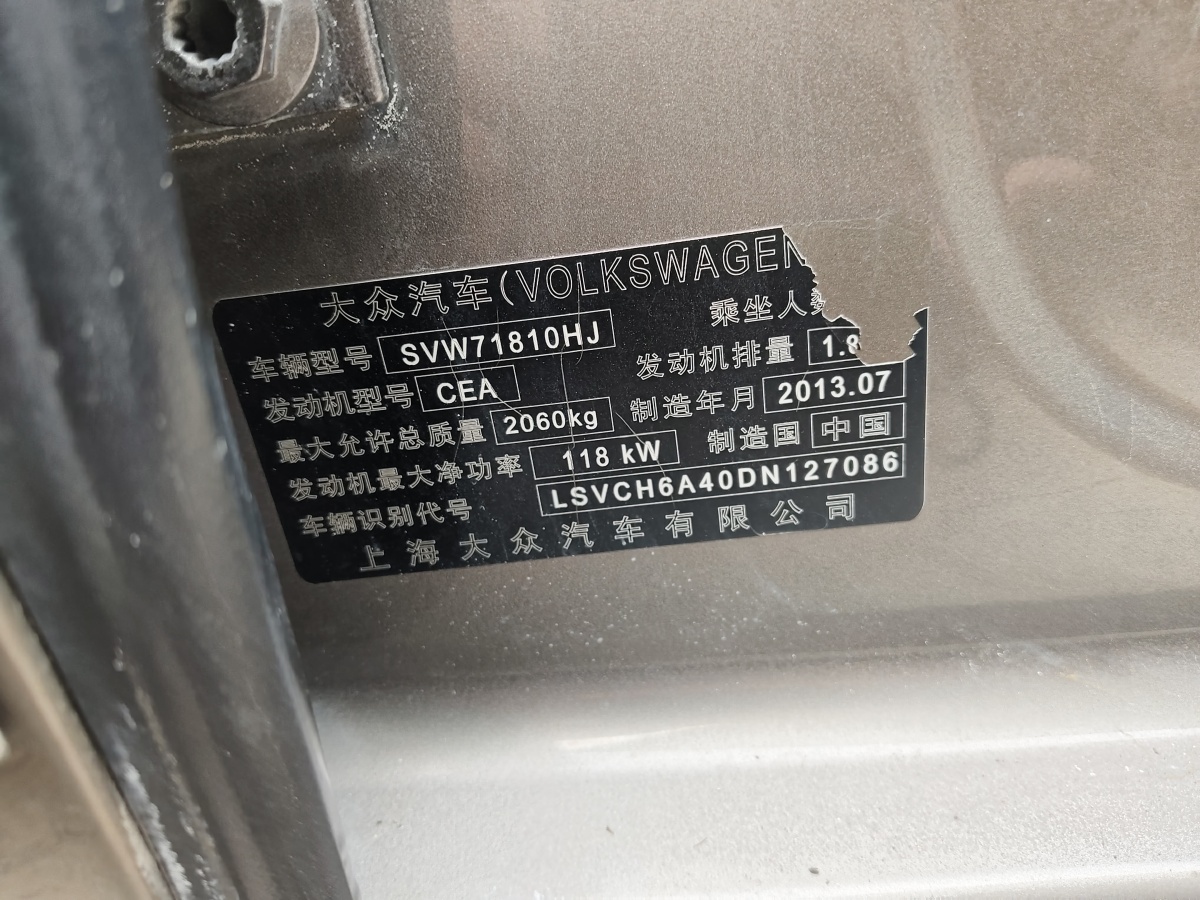 大众汽车(VOLKSWAGEN
乘坐人数
车辆型号 SVW71810HJ 发动机排量 1.8
发动机型号 CEA 制造年月 2013.07
最大允许总质量 2060kg 制造国 中国
发动机最大净功率 118 kW
车辆识别代号 LSVCH6A40DN127086
上海大众汽车有限公司